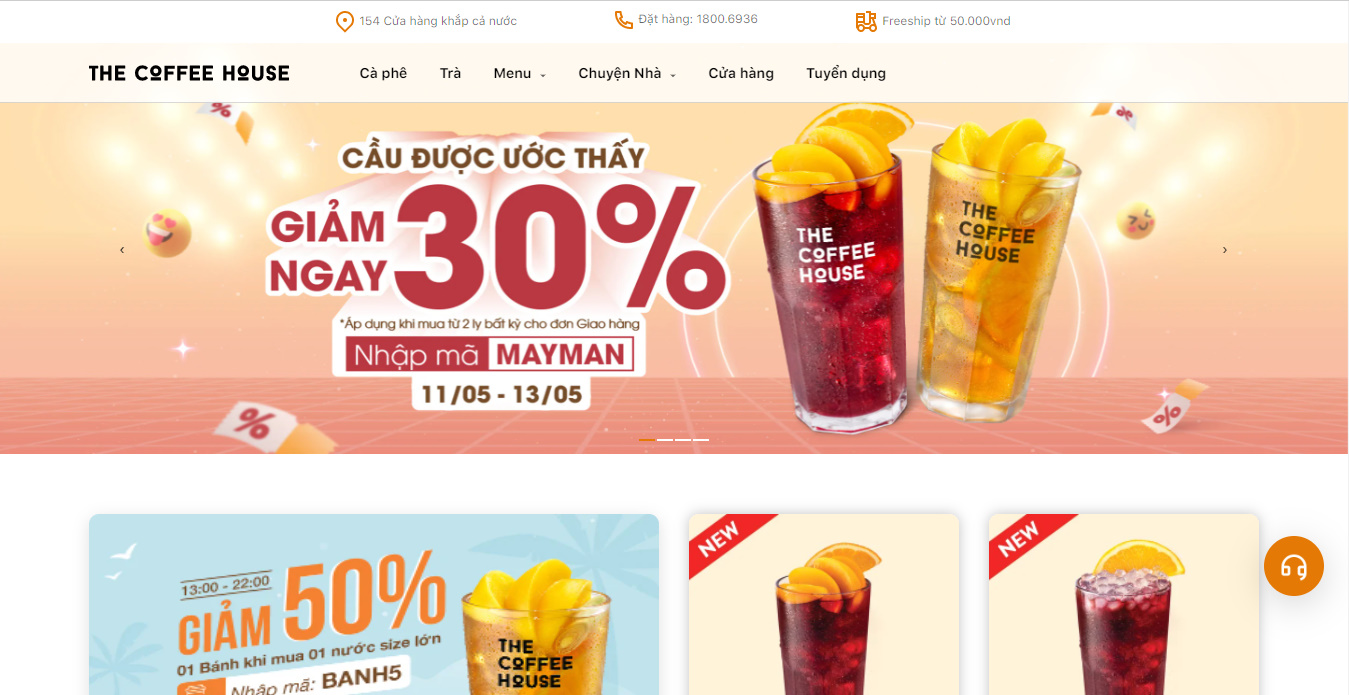 154 Cửa hàng khắp cả nước
Đặt hàng: 1800.6936
Freeship từ 50.000vnd
THE COFFEE HOUSE
Cà phê
Trà
Menu
Chuyện Nhà
Cửa hàng
Tuyển dụng
%
%
CẦU ĐƯỢC ƯỚC THẤY
GIẢM
NGAY
30%
*Áp dụng khi mua từ 2 ly bất kỳ cho đơn Giao hàng
Nhập mã MAYMAN
11/05 - 13/05
THE
COFFEE
HOUSE
THE
COFFEE
HOUSE
%
%
13:00 - 22:00
GIẢM 50%
01 Bánh khi mua 01 nước size lớn
Nhập mã: BANH5
THE
COFFEE
HOUSE
NEW
NEW